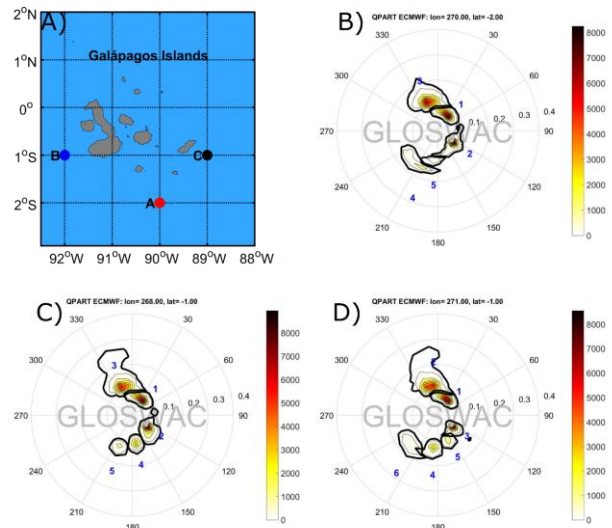 A)
2°N
1°N
0°
1°S
2°S
Galápagos Islands
B
C
A
92°W 91°W 90°W 89°W 88°W
B)
QPART ECMWF: lon= 270.00, lat= -2.00
330 30
300 60
270 90
240 120
210 150
180
0.1 0.2 0.3 0.4
GLOSWAC
3
1
2
5
4
8000
7000
6000
5000
4000
3000
2000
1000
0
C)
QPART ECMWF: lon= 268.00, lat= -1.00
330 30
300 60
270 90
240 120
210 150
180
0.1 0.2 0.3 0.4
GLOSWAC
3
1
2
4
5
8000
7000
6000
5000
4000
3000
2000
1000
0
D)
QPART ECMWF: lon= 271.00, lat= -1.00
330 30
300 60
270 90
240 120
210 150
180
0.1 0.2 0.3 0.4
GLOSWAC
2
1
3
5
4
6
8000
7000
6000
5000
4000
3000
2000
1000
0